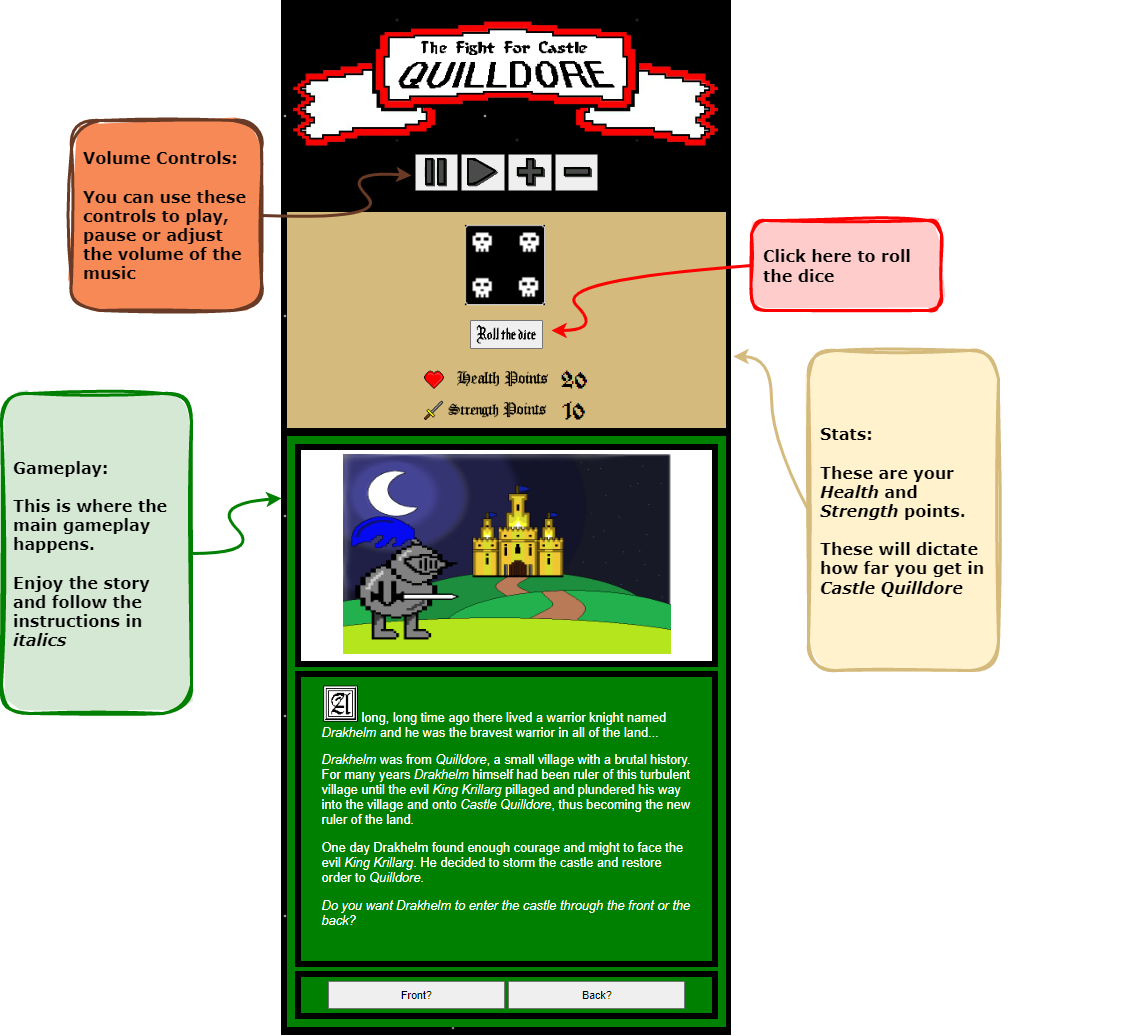 The Fight For Castle
QUILLDORE
Volume Controls:
You can use these
controls to play,
pause or adjust
the volume of the
music
Click here to roll
the dice
Roll the dice
Health Points 20
Strength Points 10
Stats:
These are your
Health and
Strength points.
These will dictate
how far you get in
Castle Quilldore
Gameplay:
This is where the
main gameplay
happens.
Enjoy the story
and follow the
instructions in
italics
A long, long time ago there lived a warrior knight named
Drakhelm and he was the bravest warrior in all of the land...
Drakhelm was from Quilldore, a small village with a brutal history.
For many years Drakhelm himself had been ruler of this turbulent
village until the evil King Krillarg pillaged and plundered his way
into the village and onto Castle Quilldore, thus becoming the new
ruler of the land.
One day Drakhelm found enough courage and might to face the
evil King Krillarg. He decided to storm the castle and restore
order to Quilldore.
Do you want Drakhelm to enter the castle through the front or the
back?
Front?
Back?